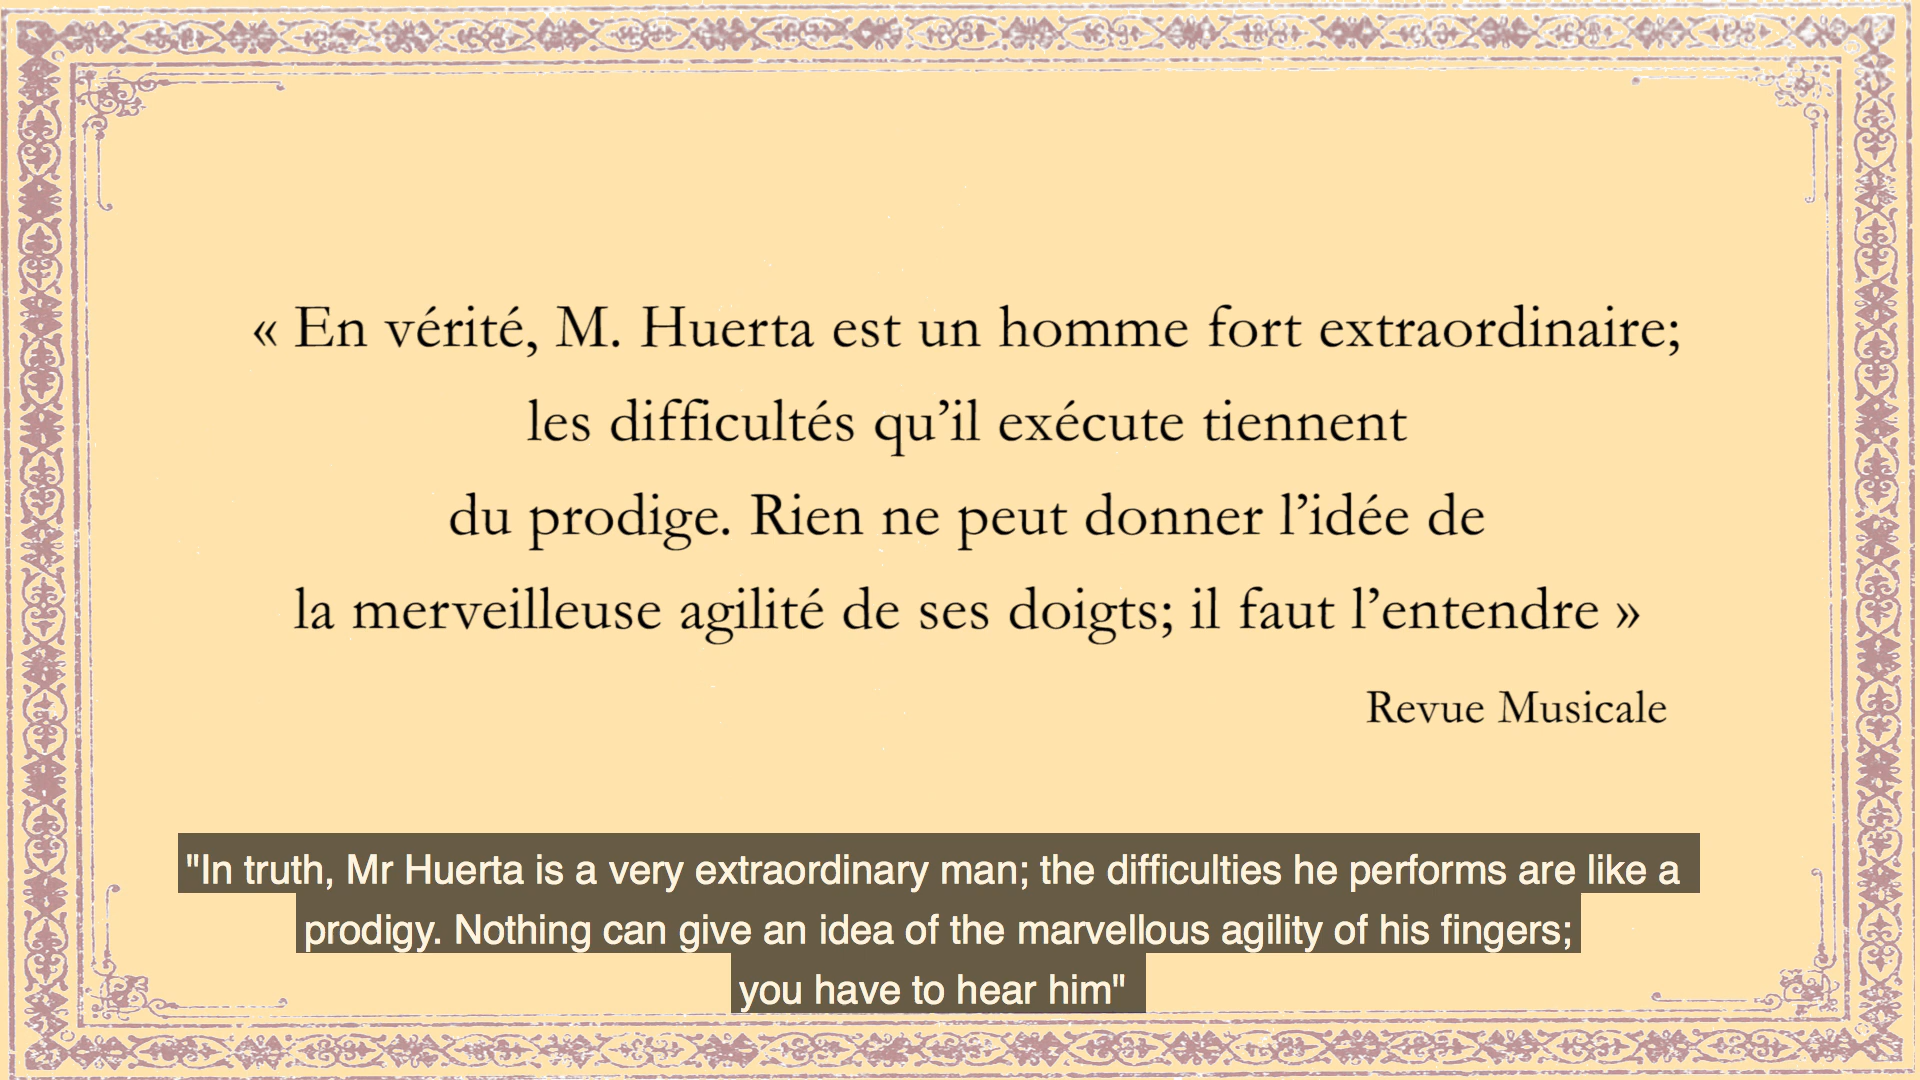 « En vérité, M. Huerta est un homme fort extraordinaire;
les difficultés qu’il exécute tiennent
du prodige. Rien ne peut donner l’idée de
la merveilleuse agilité de ses doigts; il faut l’entendre »
Revue Musicale
"In truth, Mr Huerta is a very extraordinary man; the difficulties he performs are like a
prodigy. Nothing can give an idea of the marvellous agility of his fingers;
you have to hear him"